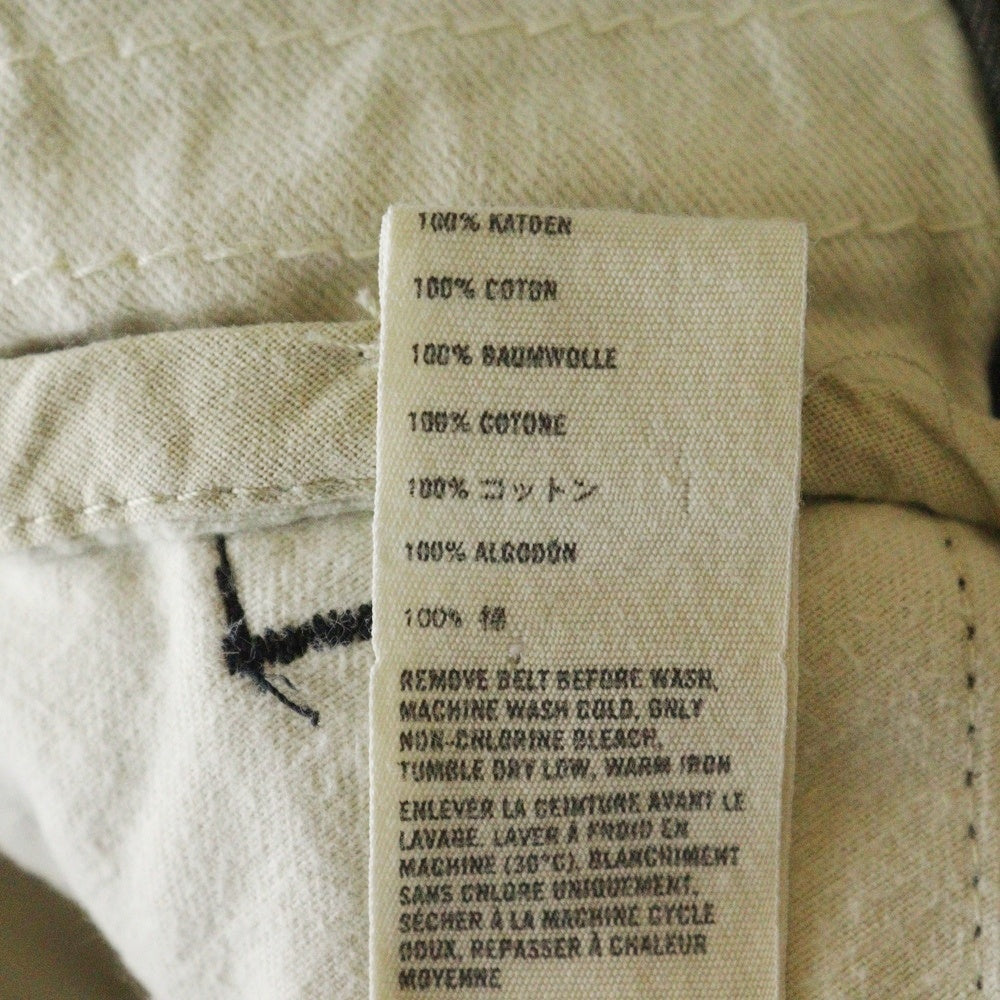 100% KATOEN
100% COTON
100% BAUMWOLLE
100% COTONE
100% コットン
100% ALGODÓN
100% 棉
REMOVE BELT BEFORE WASH,
MACHINE WASH COLD, ONLY
NON-CHLORINE BLEACH,
TUMBLE DRY LOW, WARM IRON
ENLEVER LA CEINTURE AVANT LE
LAVAGE. LAVER À FROID EN
MACHINE (30°C). BLANCHIMENT
SANS CHLORE UNIQUEMENT.
SÉCHER À LA MACHINE CYCLE
DOUX, REPASSER À CHALEUR
MOYENNE